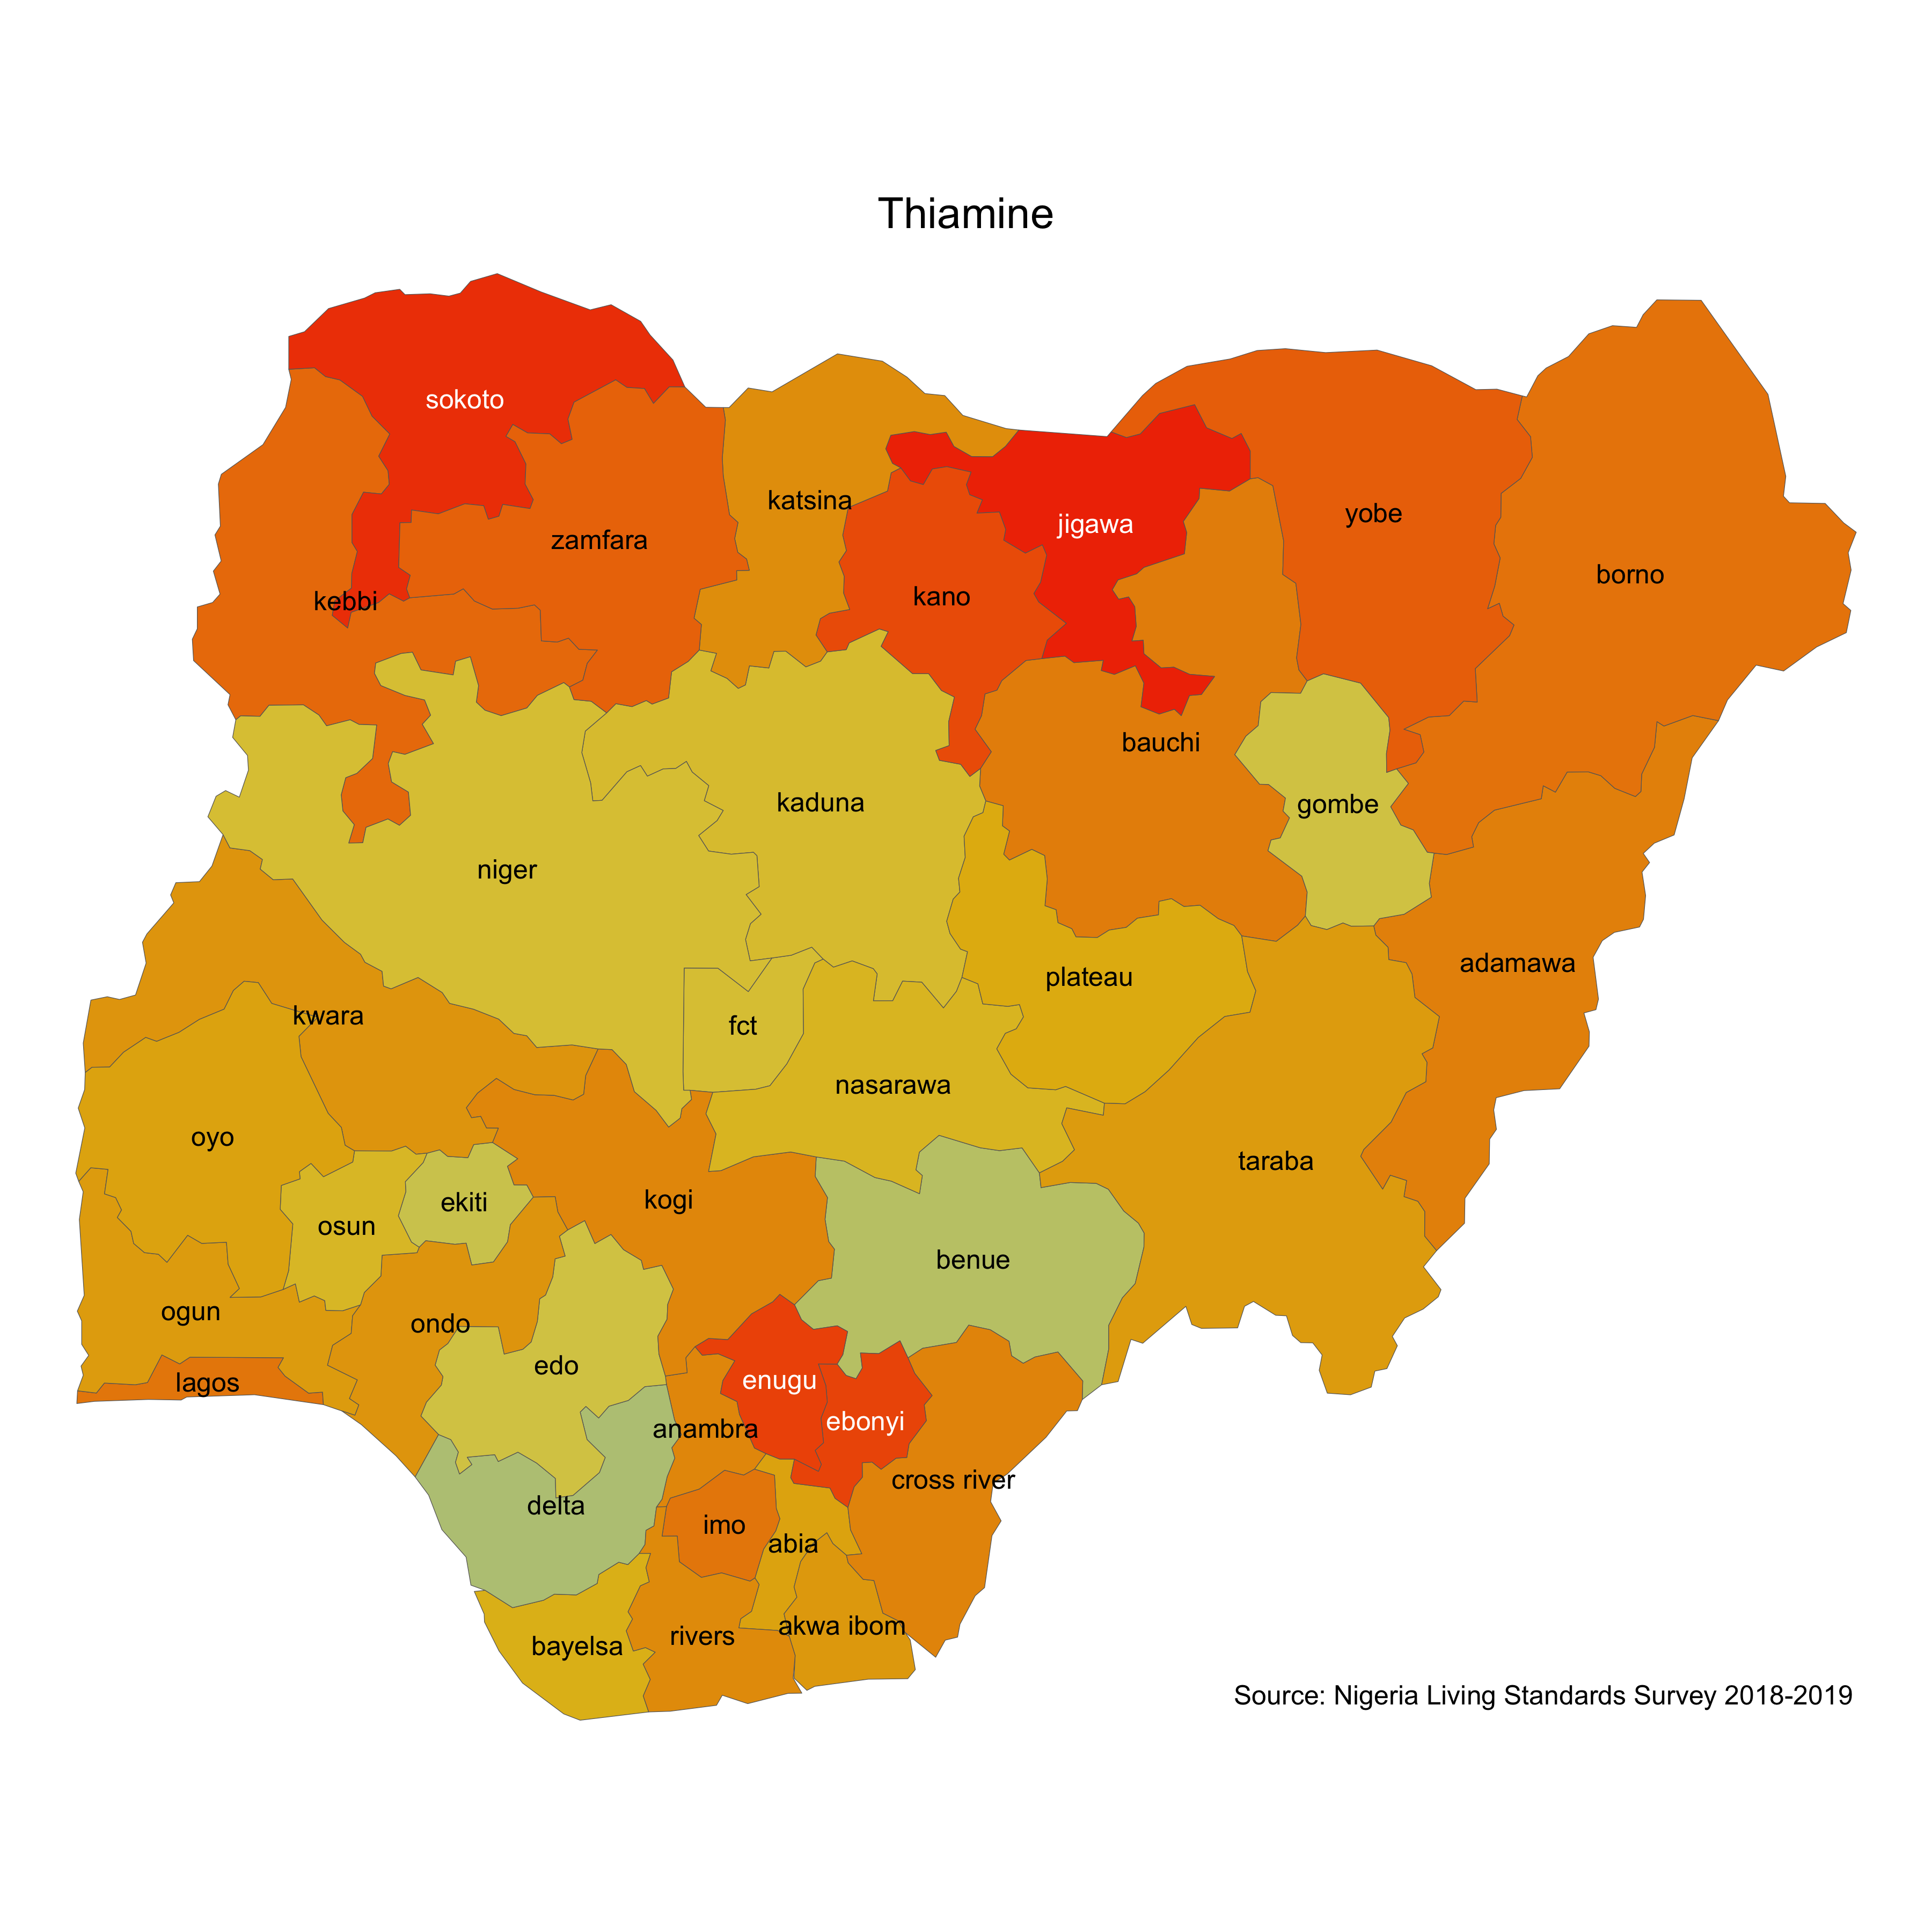 Thiamine
sokoto
katsina
yobe
jigawa
zamfara
borno
kano
kebbi
bauchi
kaduna
gombe
niger
adamawa
plateau
kwara
fct
nasarawa
oyo
taraba
kogi
ekiti
osun
benue
ogun
ondo
edo
enugu
lagos
ebonyi
anambra
cross river
delta
imo
abia
akwa ibom
rivers
bayelsa
Source: Nigeria Living Standards Survey 2018-2019